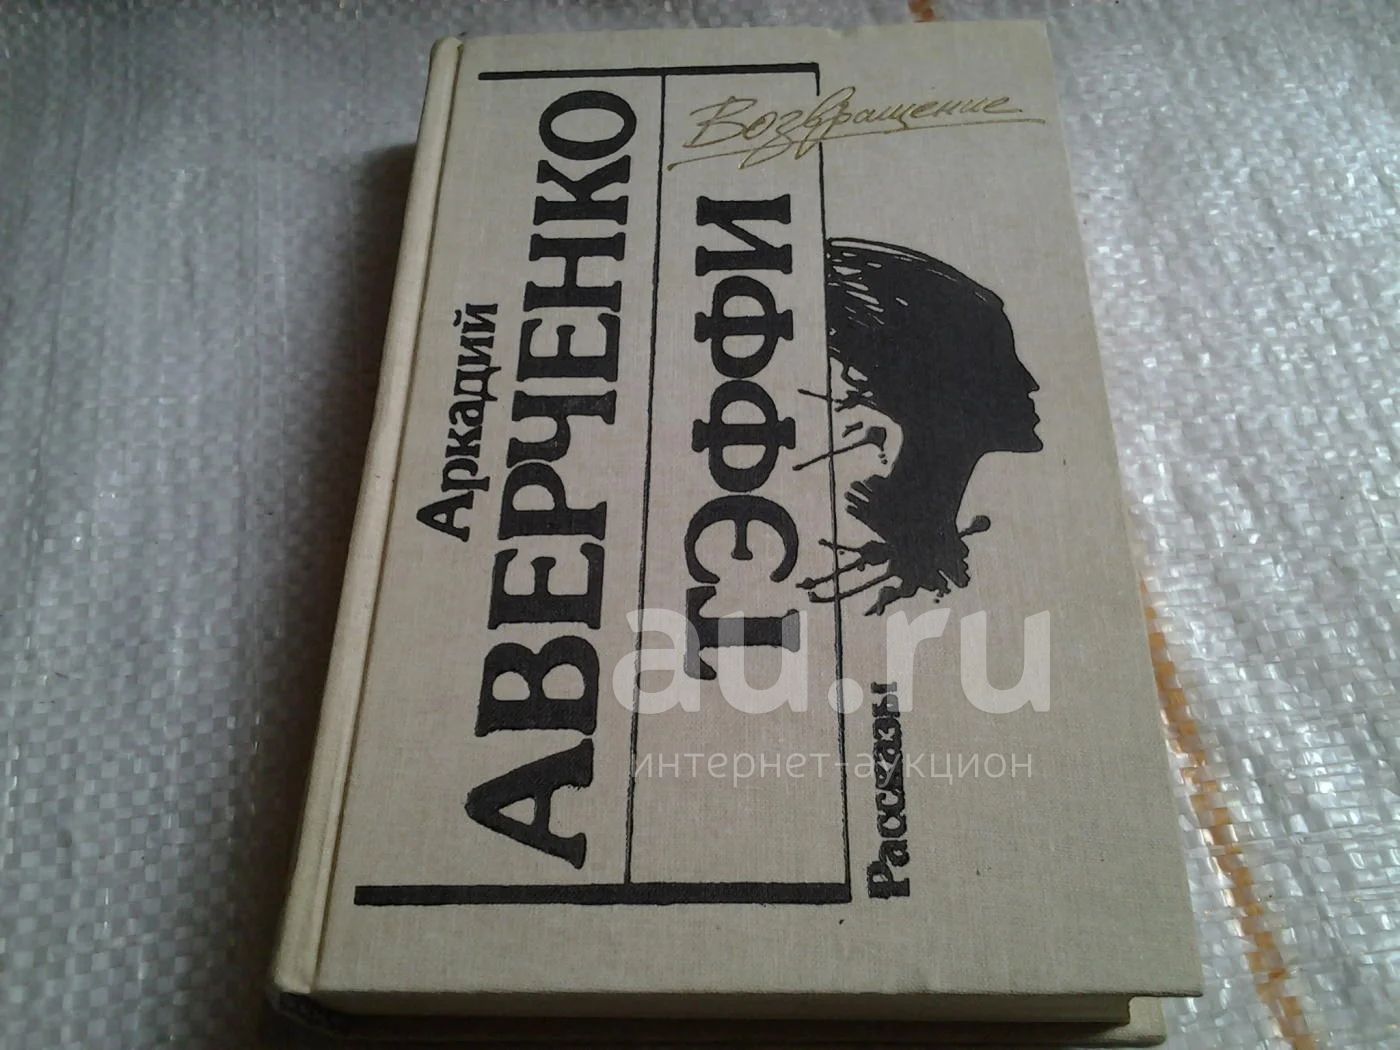 Возвращение
Аркадий
АВЕРЧЕНКО
ТЭФФИ
Рассказы
au.ru
интернет-аукцион